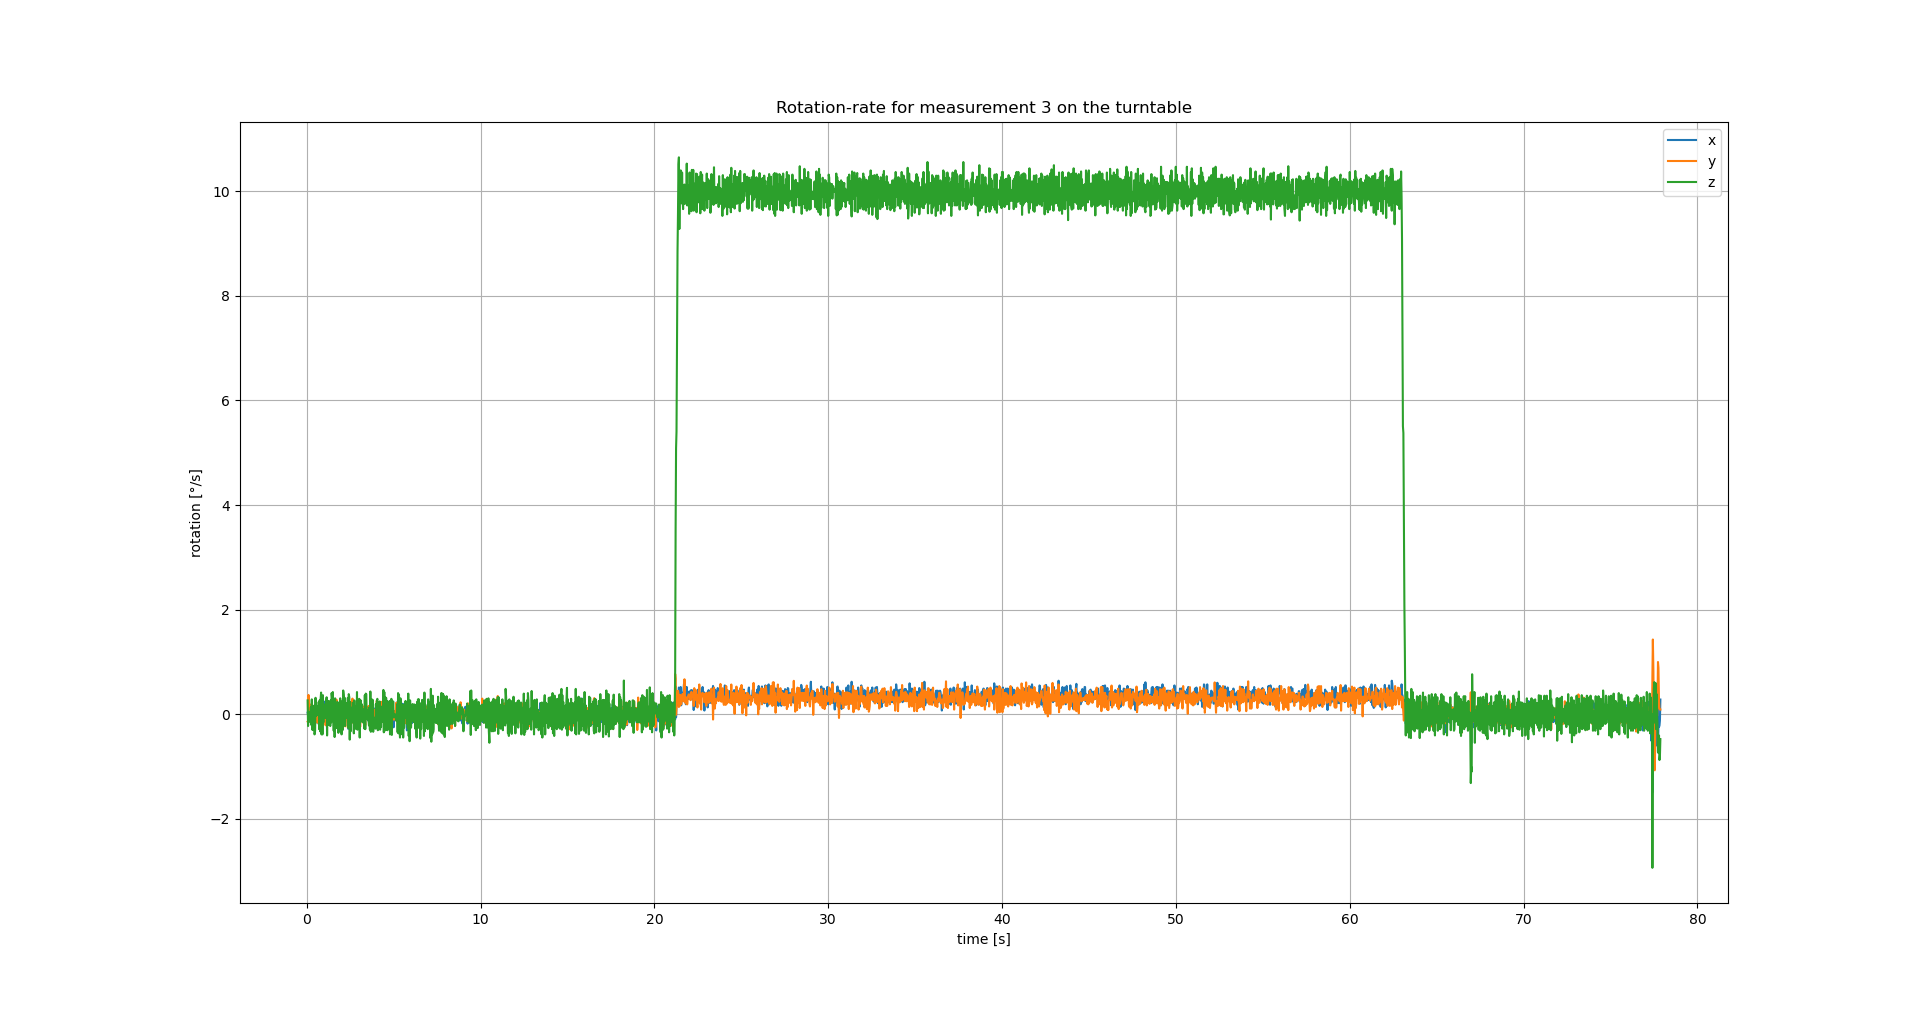 Rotation-rate for measurement 3 on the turntable
x
y
z
10
8
6
4
2
0
−2
rotation [°/s]
0 10 20 30 40 50 60 70 80
time [s]